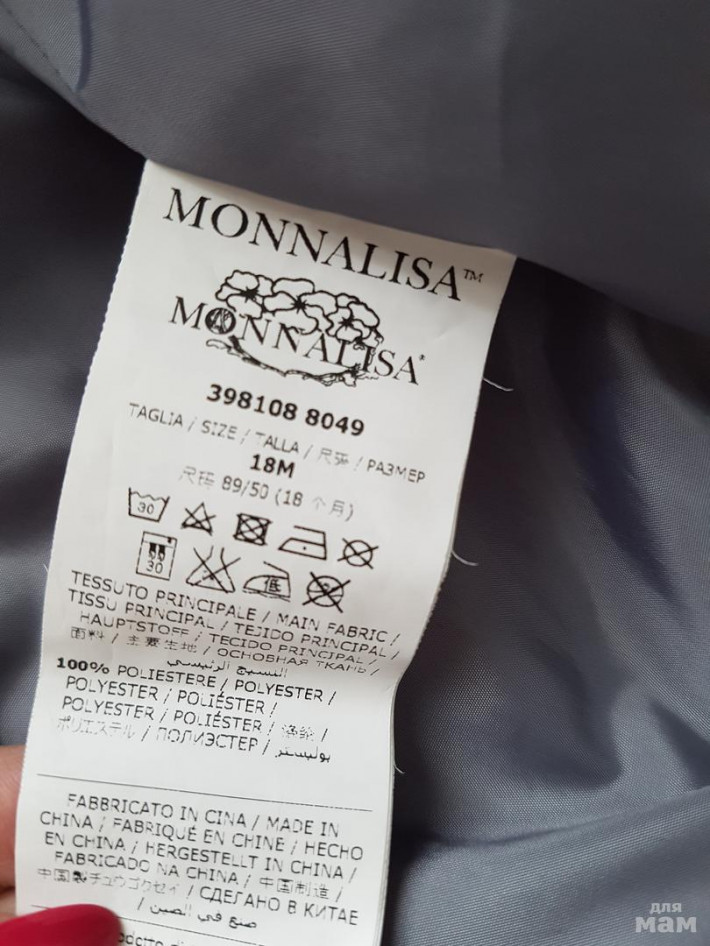 MONNALISA™
MONNALISA®
398108 8049
TAGLIA / SIZE / TALLA / 尺码 / РАЗМЕР
18M
尺码 89/50 (18 个月)
30
30 低
TESSUTO PRINCIPALE / MAIN FABRIC /
TISSU PRINCIPAL / TEJIDO PRINCIPAL /
HAUPTSTOFF / TECIDO PRINCIPAL /
面料 / 主要生地 / ОСНОВНАЯ ТКАНЬ /
النسيج الرئيسي
100% POLIESTERE / POLYESTER /
POLYESTER / POLIÉSTER /
POLYESTER / POLIÉSTER / 涤纶 /
ポリエステル / ПОЛИЭСТЕР / بوليستر
FABBRICATO IN CINA / MADE IN
CHINA / FABRIQUÉ EN CHINE / HECHO
EN CHINA / HERGESTELLT IN CHINA /
FABRICADO NA CHINA / 中国制造 /
中国製チュウゴクセイ / СДЕЛАНО В КИТАЕ
/ صنع في الصين
для
мам